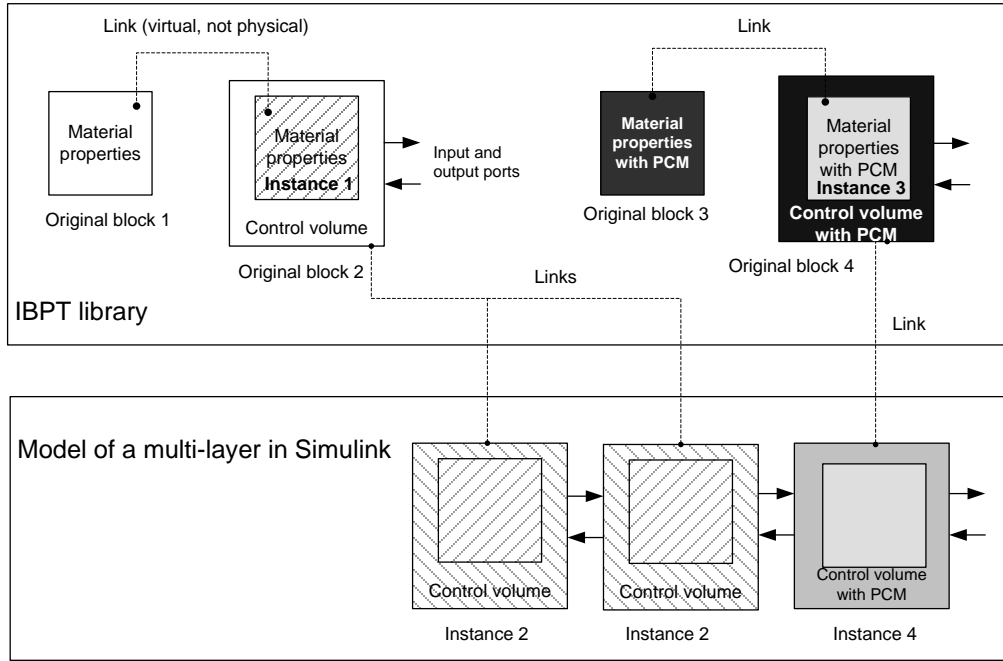 Link (virtual, not physical)
Link
Material
properties
Original block 1
Material
properties
Instance 1
Control volume
Original block 2
Input and
output ports
Material
properties
with PCM
Original block 3
Material
properties
with PCM
Instance 3
Control volume
with PCM
Original block 4
Links
IBPT library
Link
Model of a multi-layer in Simulink
Control volume
Control volume
Control volume
with PCM
Instance 2
Instance 2
Instance 4